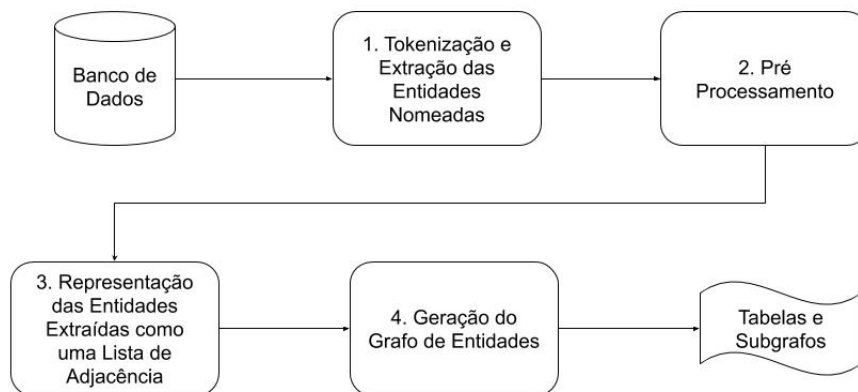 Banco de
Dados
1. Tokenização e
Extração das
Entidades
Nomeadas
2. Pré
Processamento
3. Representação
das Entidades
Extraídas como
uma Lista de
Adjacência
4. Geração do
Grafo de Entidades
Tabelas e
Subgrafos